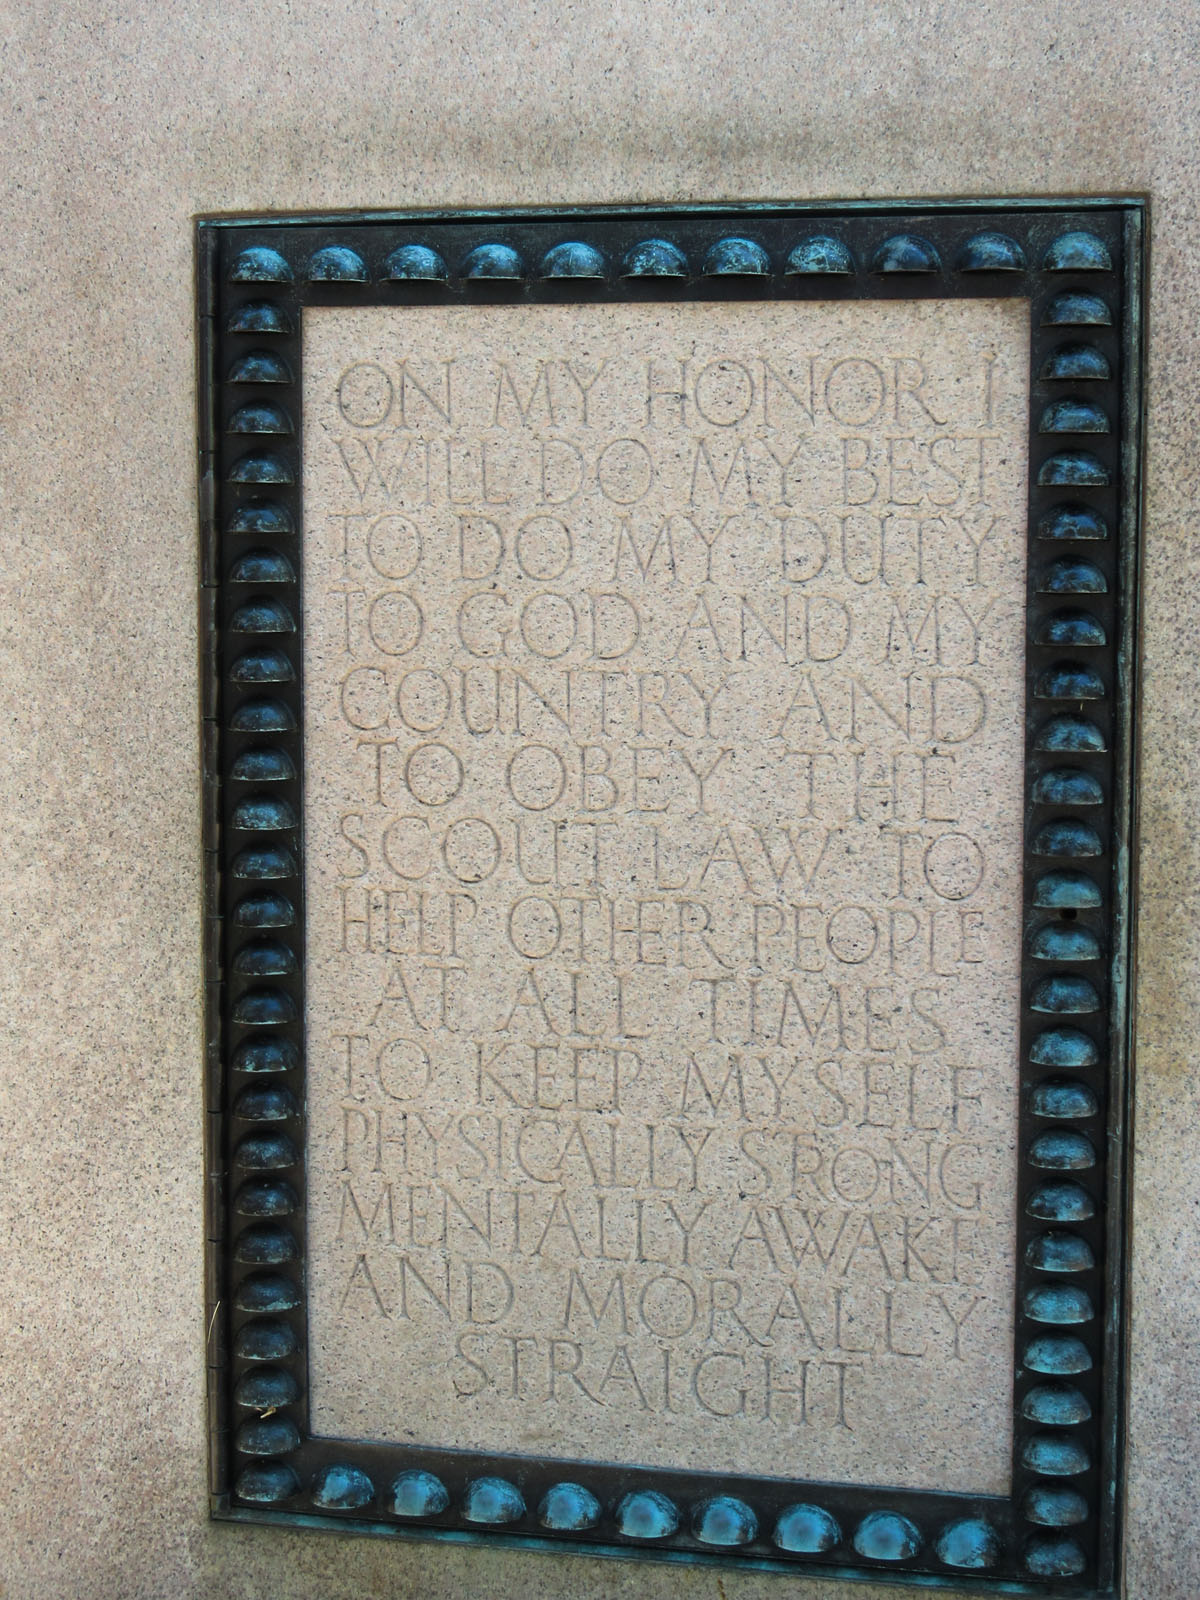 ON MY HONOR I
WILL DO MY BEST
TO DO MY DUTY
TO GOD AND MY
COUNTRY AND
TO OBEY THE
SCOUT LAW TO
HELP OTHER PEOPLE
AT ALL TIMES
TO KEEP MYSELF
PHYSICALLY STRONG
MENTALLY AWAKE
AND MORALLY
STRAIGHT